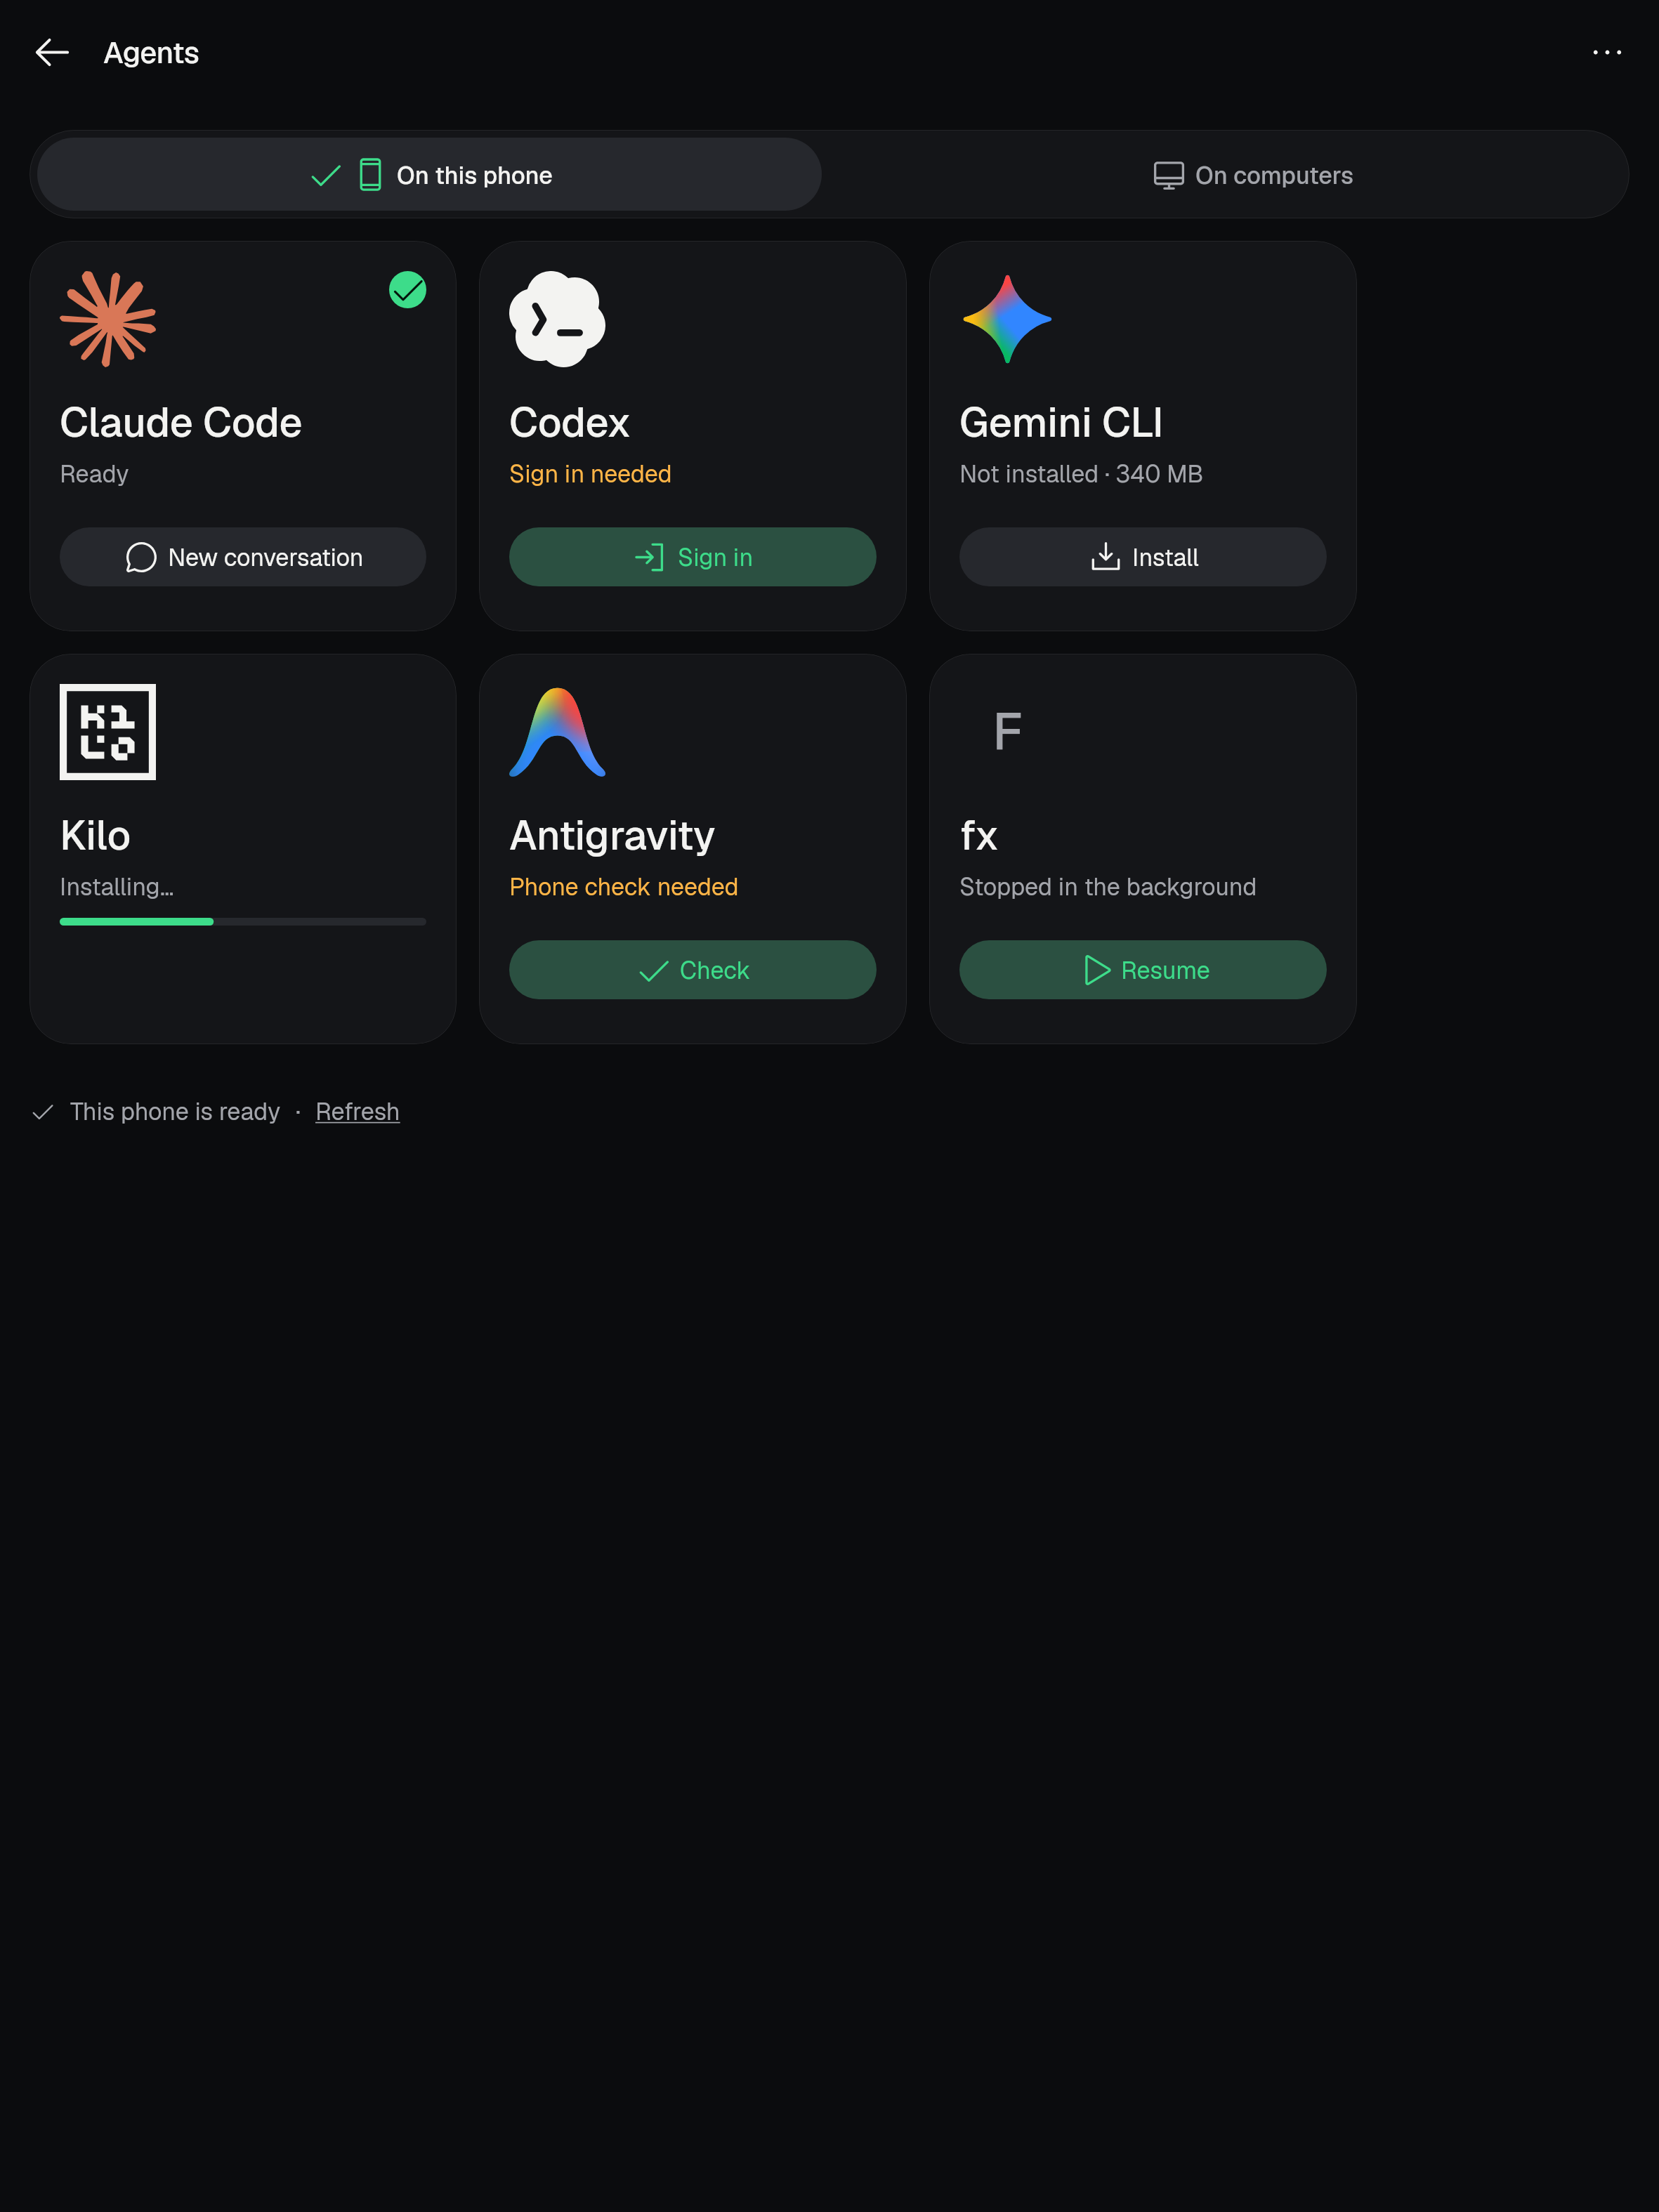 Agents
On this phone
On computers
Claude Code
Ready
New conversation
Codex
Sign in needed
Sign in
Gemini CLI
Not installed · 340 MB
Install
Kilo
Kilo
Installing…
Antigravity
Phone check needed
Check
F
fx
Stopped in the background
Resume
This phone is ready · Refresh